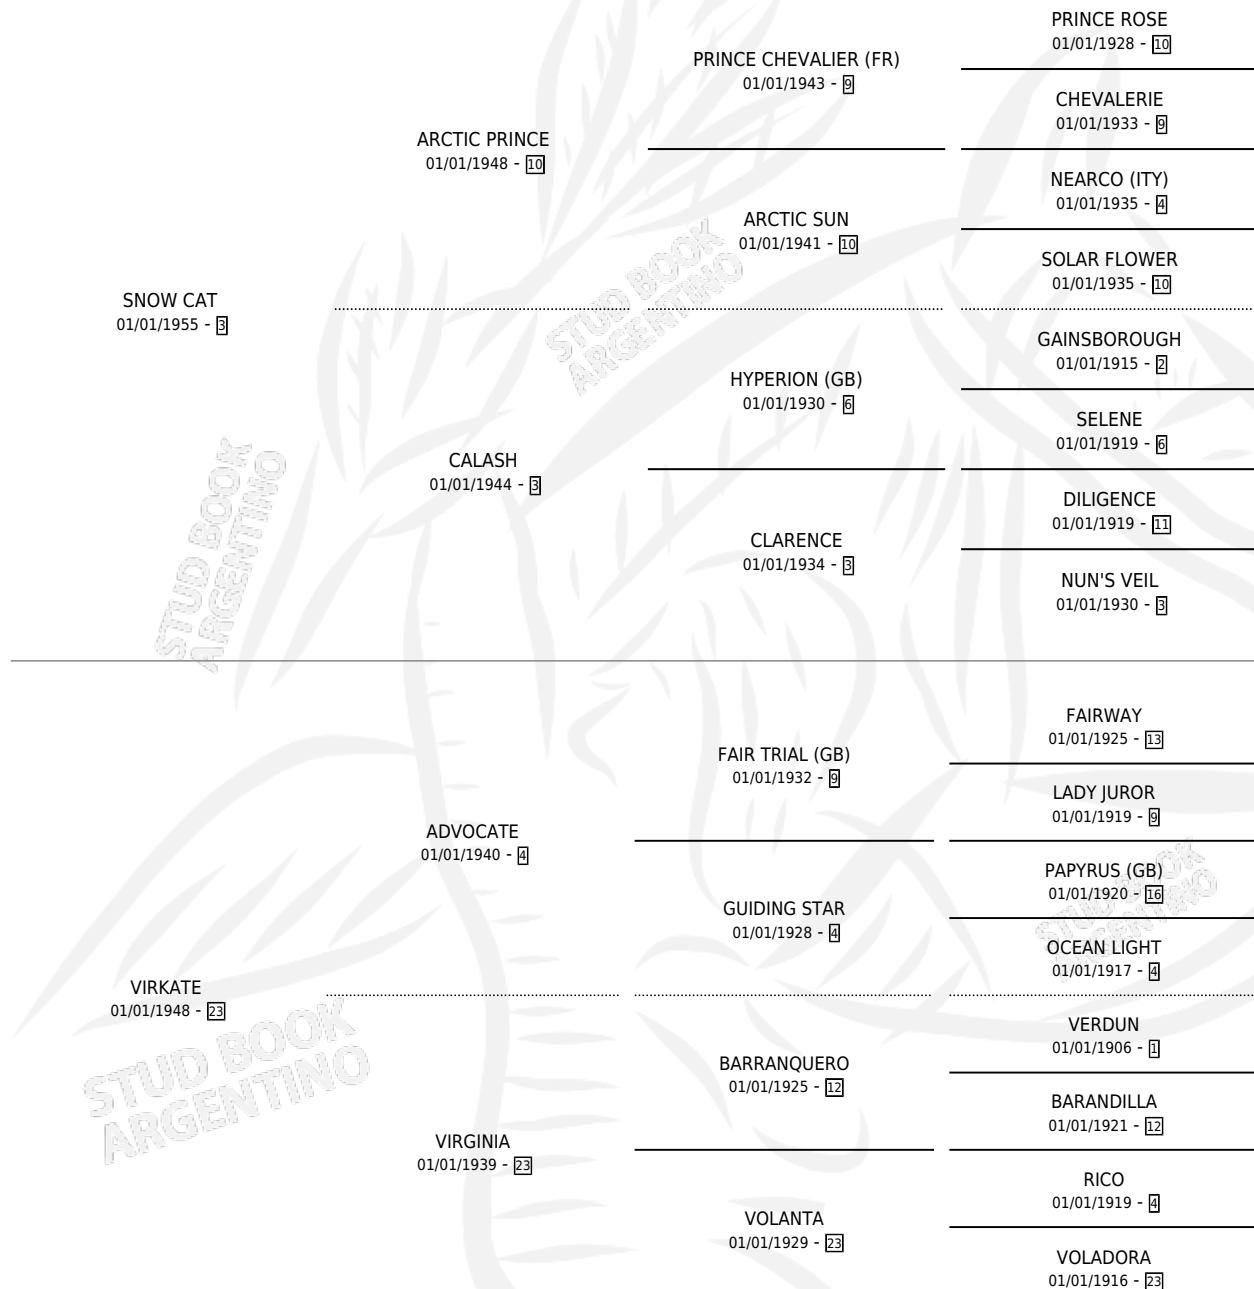 PRINCE ROSE
01/01/1928 - 10
PRINCE CHEVALIER (FR)
01/01/1943 - 9
CHEVALERIE
01/01/1933 - 9
ARCTIC PRINCE
01/01/1948 - 10
NEARCO (ITY)
01/01/1935 - 4
ARCTIC SUN
01/01/1941 - 10
SOLAR FLOWER
01/01/1935 - 10
SNOW CAT
01/01/1955 - 3
STUD BOOK
ARGENTINO
GAINSBOROUGH
01/01/1915 - 2
HYPERION (GB)
01/01/1930 - 6
SELENE
01/01/1919 - 6
CALASH
01/01/1944 - 3
DILIGENCE
01/01/1919 - 11
CLARENCE
01/01/1934 - 3
NUN'S VEIL
01/01/1930 - 3
STUD BOOK
ARGENTINO
FAIRWAY
01/01/1925 - 13
FAIR TRIAL (GB)
01/01/1932 - 9
LADY JUROR
01/01/1919 - 9
ADVOCATE
01/01/1940 - 4
PAPYRUS (GB)
01/01/1920 - 16
GUIDING STAR
01/01/1928 - 4
STUD BOOK
ARGENTINO
OCEAN LIGHT
01/01/1917 - 4
VIRKATE
01/01/1948 - 23
STUD BOOK
ARGENTINO
VERDUN
01/01/1906 - 1
BARRANQUERO
01/01/1925 - 12
BARANDILLA
01/01/1921 - 12
VIRGINIA
01/01/1939 - 23
RICO
01/01/1919 - 4
VOLANTA
01/01/1929 - 23
VOLADORA
01/01/1916 - 23